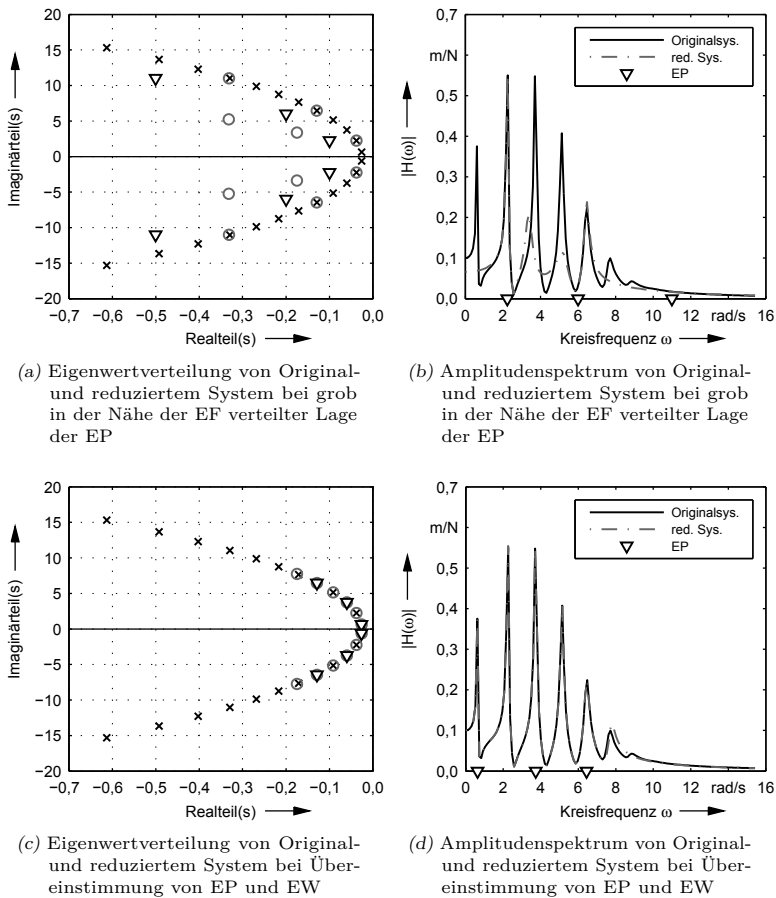 20
15
10
5
0
−5
−10
−15
−20
−0,7 −0,6 −0,5 −0,4 −0,3 −0,2 −0,1 0,0
Imaginärteil(s)
Realteil(s)
0,7
m/N
0,5
0,4
0,3
0,2
0,1
0,0
0 2 4 6 8 10 12 rad/s 16
|H(ω)|
Kreisfrequenz ω
Originalsys.
red. Sys.
EP
(a) Eigenwertverteilung von Original-
und reduziertem System bei grob
in der Nähe der EF verteilter Lage
der EP
(b) Amplitudenspektrum von Original-
und reduziertem System bei grob
in der Nähe der EF verteilter Lage
der EP
20
15
10
5
0
−5
−10
−15
−20
−0,7 −0,6 −0,5 −0,4 −0,3 −0,2 −0,1 0,0
Imaginärteil(s)
Realteil(s)
0,7
m/N
0,5
0,4
0,3
0,2
0,1
0,0
0 2 4 6 8 10 12 rad/s 16
|H(ω)|
Kreisfrequenz ω
Originalsys.
red. Sys.
EP
(c) Eigenwertverteilung von Original-
und reduziertem System bei Über-
einstimmung von EP und EW
(d) Amplitudenspektrum von Original-
und reduziertem System bei Über-
einstimmung von EP und EW